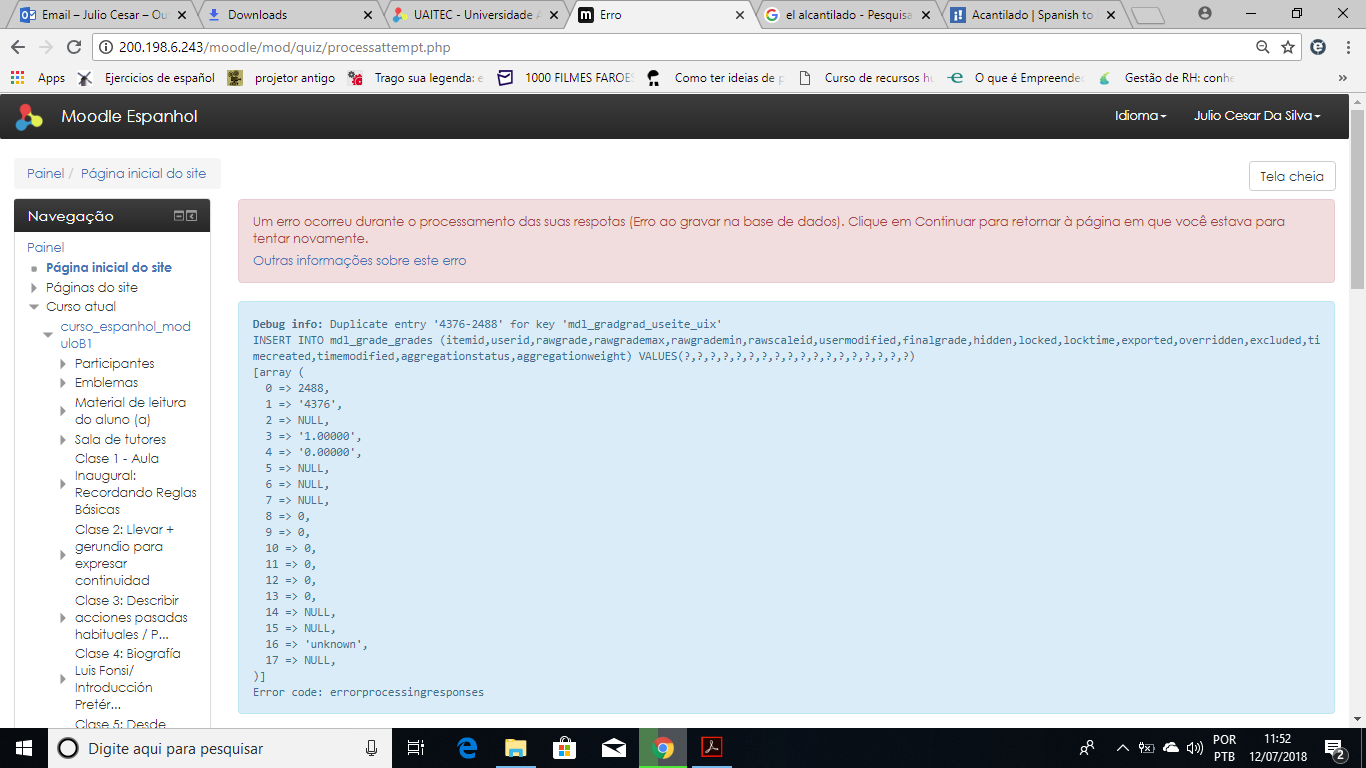 Email – Julio Cesar – Ou
Downloads
UAITEC - Universidade A
Erro
el alcantilado - Pesquisa
Acantilado | Spanish to
200.198.6.243/moodle/mod/quiz/processattempt.php
Apps
Ejercicios de español
projetor antigo
Trago sua legenda: e
1000 FILMES FAROES
Como ter ideias de p
Curso de recursos hu
O que é Empreende
Gestão de RH: conhe
»
Moodle Espanhol
Idioma
Julio Cesar Da Silva
Painel / Página inicial do site
Tela cheia
Navegação
Painel
Página inicial do site
Páginas do site
Curso atual
curso_espanhol_mod
uloB1
Participantes
Emblemas
Material de leitura
do aluno (a)
Sala de tutores
Clase 1 - Aula
Inaugural:
Recordando Reglas
Básicas
Clase 2: Llevar +
gerundio para
expresar
continuidad
Clase 3: Describir
acciones pasadas
habituales / P...
Clase 4: Biografía
Luis Fonsi/
Introducción
Pretér...
Clase 5: Desde
Um erro ocorreu durante o processamento das suas respotas (Erro ao gravar na base de dados). Clique em Continuar para retornar à página em que você estava para
tentar novamente.
Outras informações sobre este erro
Debug info: Duplicate entry '4376-2488' for key 'mdl_gradgrad_useite_uix'
INSERT INTO mdl_grade_grades (itemid,userid,rawgrade,rawgrademax,rawgrademin,rawscaleid,usermodified,finalgrade,hidden,locked,locktime,exported,overridden,excluded,ti
mecreated,timemodified,aggregationstatus,aggregationweight) VALUES(?,?,?,?,?,?,?,?,?,?,?,?,?,?,?,?,?,?)
[array (
0 => 2488,
1 => '4376',
2 => NULL,
3 => '1.00000',
4 => '0.00000',
5 => NULL,
6 => NULL,
7 => NULL,
8 => 0,
9 => 0,
10 => 0,
11 => 0,
12 => 0,
13 => 0,
14 => NULL,
15 => NULL,
16 => 'unknown',
17 => NULL,
)]
Error code: errorprocessingresponses
Digite aqui para pesquisar
POR
PTB
11:52
12/07/2018
2